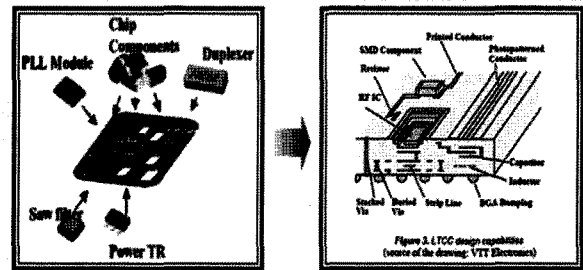 Chip
Components
Duplexer
PLL Module
Saw filter
Power TR
Printed Conductor
SMD Component
Photopatterned
Conductor
Resistor
RF IC
Capacitor
Inductor
Stacked
Via
Buried
Via
Strip Line
BGA Bumping
Figure 3. LTCC design capabilities
(source of the drawing: VTT Electronics)